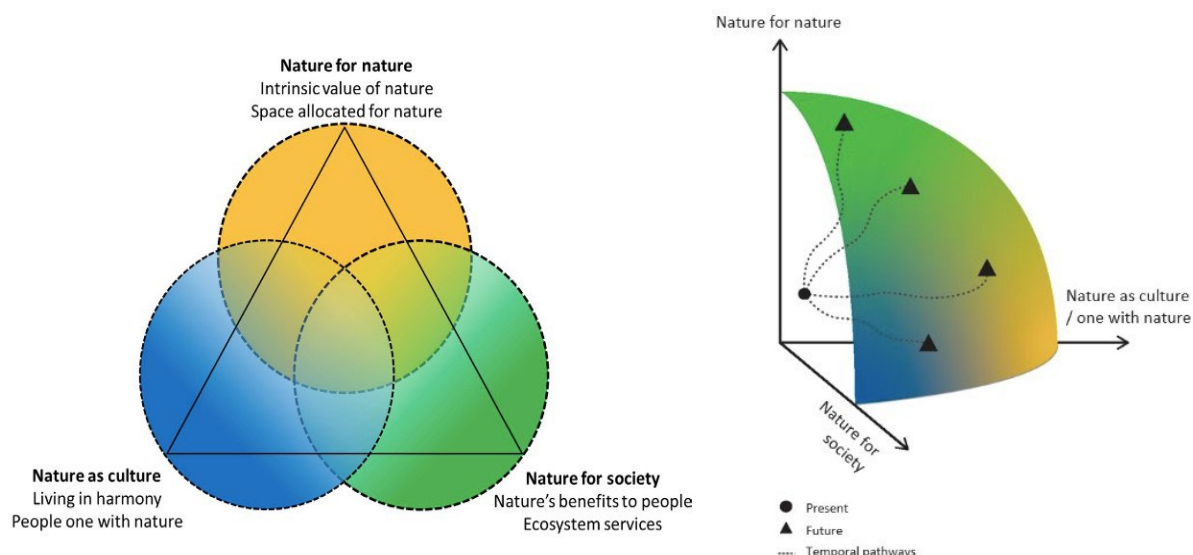 Nature for nature
Intrinsic value of nature
Space allocated for nature
Nature as culture
Living in harmony
People one with nature
Nature for society
Nature's benefits to people
Ecosystem services
Nature for nature
Nature as culture
/ one with nature
Nature for
society
Present
Future
Temporal pathways